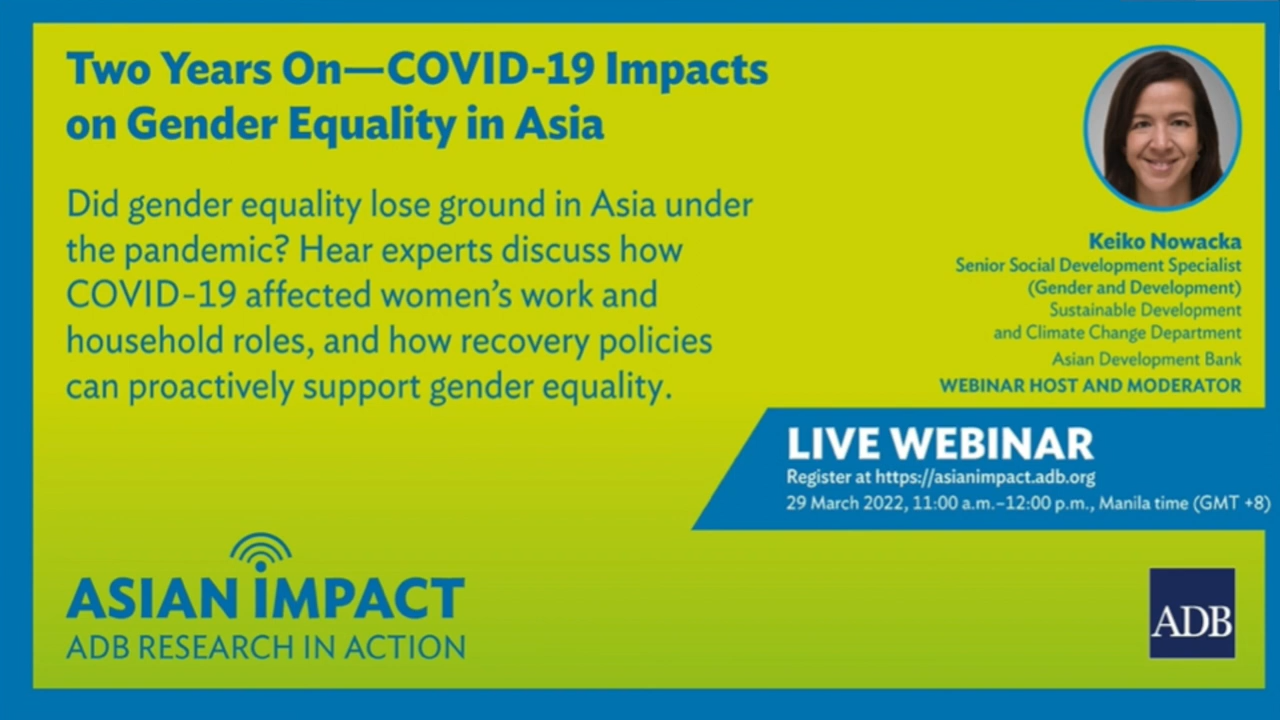 Two Years On—COVID-19 Impacts
on Gender Equality in Asia
Did gender equality lose ground in Asia under
the pandemic? Hear experts discuss how
COVID-19 affected women's work and
household roles, and how recovery policies
can proactively support gender equality.
Keiko Nowacka
Senior Social Development Specialist
(Gender and Development)
Sustainable Development
and Climate Change Department
Asian Development Bank
WEBINAR HOST AND MODERATOR
LIVE WEBINAR
Register at https://asianimpact.adb.org
29 March 2022, 11:00 a.m.–12:00 p.m., Manila time (GMT +8)
ASIAN IMPACT
ADB RESEARCH IN ACTION
ADB